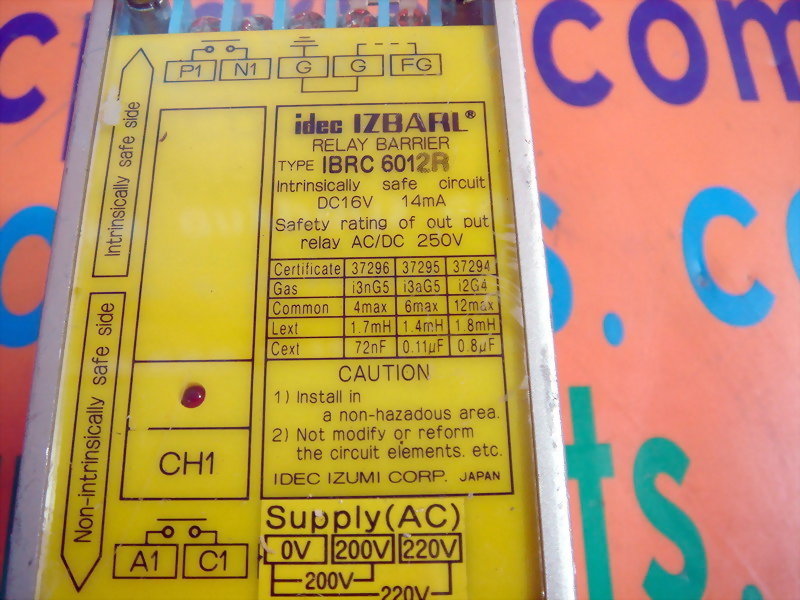 P1 N1 G G FG
Intrinsically safe side
idec IZBARL®
RELAY BARRIER
TYPE IBRC 6012R
Intrinsically safe circuit
DC16V 14mA
Safety rating of out put
relay AC/DC 250V
Certificate 37296 37295 37294
Gas i3nG5 i3aG5 i2G4
Common 4max 6max 12max
Lext 1.7mH 1.4mH 1.8mH
Cext 72nF 0.11μF 0.8μF
CAUTION
1) Install in
a non-hazadous area.
2) Not modify or reform
the circuit elements. etc.
IDEC IZUMI CORP. JAPAN
Non-intrinsically safe side
CH1
A1 C1
Supply(AC)
0V 200V 220V
200V
220V
com
s.c
ts.
com